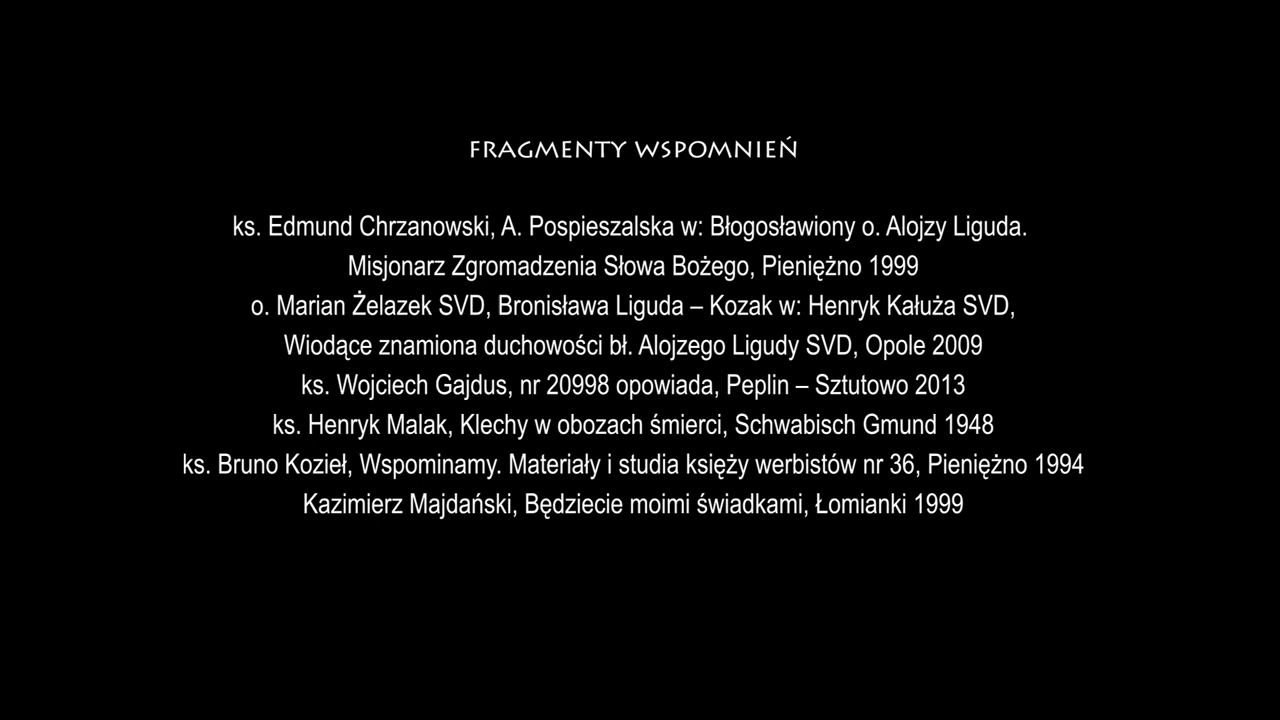 FRAGMENTY WSPOMNIEŃ
ks. Edmund Chrzanowski, A. Pospieszalska w: Błogosławiony o. Alojzy Liguda.
Misjonarz Zgromadzenia Słowa Bożego, Pieniężno 1999
o. Marian Żelazek SVD, Bronisława Liguda – Kozak w: Henryk Kałuża SVD,
Wiodące znamiona duchowości bł. Alojzego Ligudy SVD, Opole 2009
ks. Wojciech Gajdus, nr 20998 opowiada, Peplin – Sztutowo 2013
ks. Henryk Malak, Klechy w obozach śmierci, Schwabisch Gmund 1948
ks. Bruno Kozieł, Wspominamy. Materiały i studia księży werbistów nr 36, Pieniężno 1994
Kazimierz Majdański, Będziecie moimi świadkami, Łomianki 1999